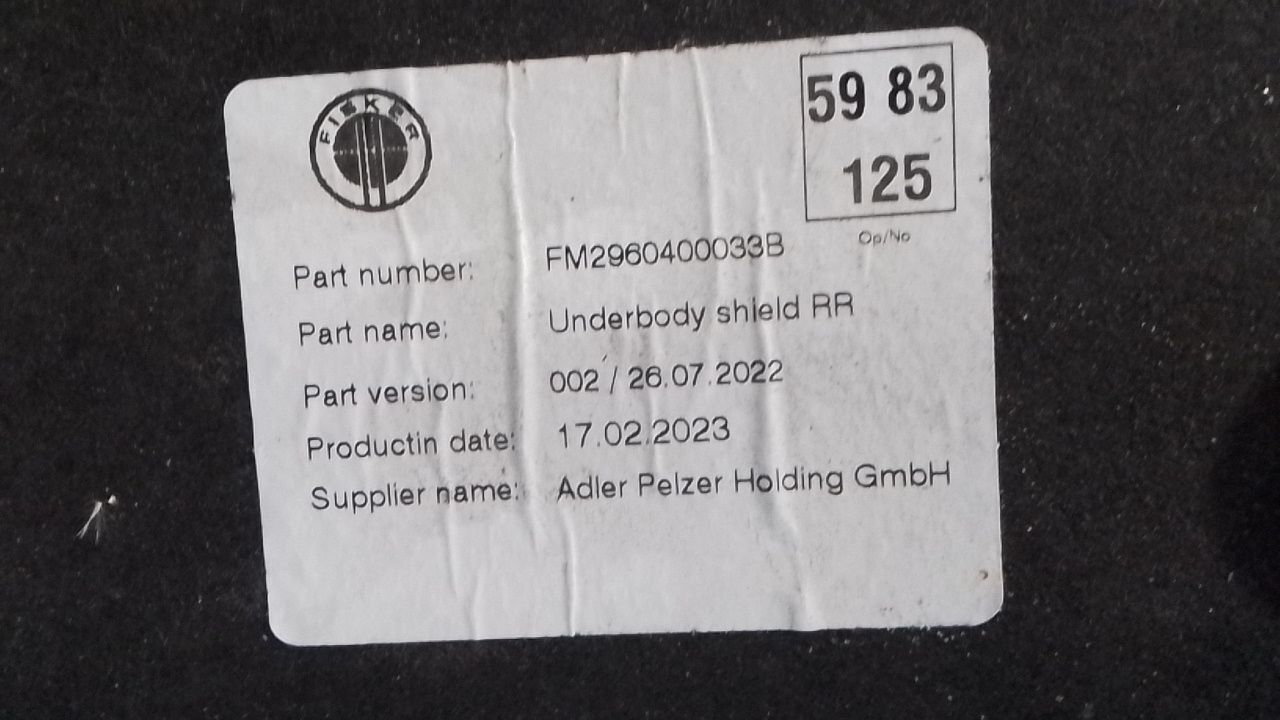 FISKER
59 83
125
Op/No
Part number: FM2960400033B
Part name: Underbody shield RR
Part version: 002 / 26.07.2022
Productin date: 17.02.2023
Supplier name: Adler Pelzer Holding GmbH